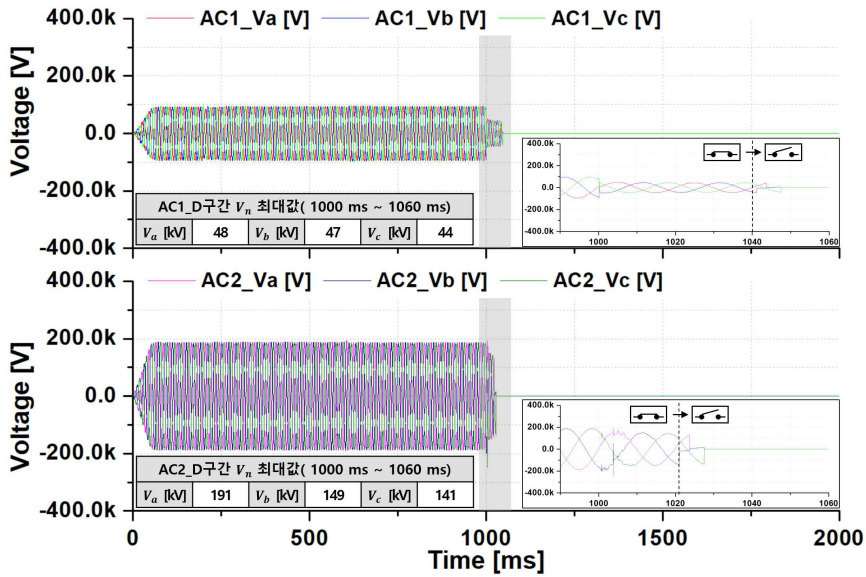 400.0k AC1_Va [V] AC1_Vb [V] AC1_Vc [V]
200.0k
0.0
-200.0k
-400.0k
Voltage [V]
AC1_D구간 Vn 최대값( 1000 ms ~ 1060 ms)
Va [kV] 48 Vb [kV] 47 Vc [kV] 44
400.0k
200.0k
0.0
-200.0k
-400.0k
1000 1020 1040 1060
400.0k AC2_Va [V] AC2_Vb [V] AC2_Vc [V]
200.0k
0.0
-200.0k
-400.0k
Voltage [V]
AC2_D구간 Vn 최대값( 1000 ms ~ 1060 ms)
Va [kV] 191 Vb [kV] 149 Vc [kV] 141
400.0k
200.0k
0.0
-200.0k
-400.0k
1000 1020 1040 1060
0 500 1000 1500 2000
Time [ms]